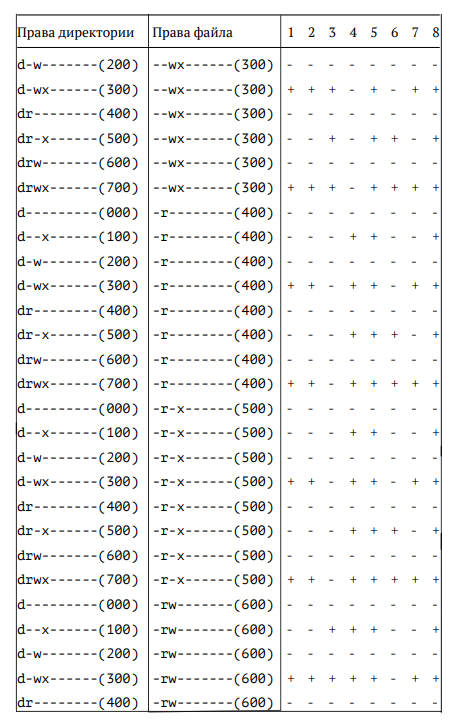 Права директории Права файла 1 2 3 4 5 6 7 8
d-w-------(200) --wx------(300) - - - - - - - -
d-wx------(300) --wx------(300) + + + - + - + +
dr--------(400) --wx------(300) - - - - - - - -
dr-x------(500) --wx------(300) - - + - + + - +
drw-------(600) --wx------(300) - - - - - - - -
drwx------(700) --wx------(300) + + + - + + + +
d---------(000) -r--------(400) - - - - - - - -
d--x------(100) -r--------(400) - - - + + - - +
d-w-------(200) -r--------(400) - - - - - - - -
d-wx------(300) -r--------(400) + + - + + - + +
dr--------(400) -r--------(400) - - - - - - - -
dr-x------(500) -r--------(400) - - - + + + - +
drw-------(600) -r--------(400) - - - - - - - -
drwx------(700) -r--------(400) + + - + + + + +
d---------(000) -r-x------(500) - - - - - - - -
d--x------(100) -r-x------(500) - - - + + - - +
d-w-------(200) -r-x------(500) - - - - - - - -
d-wx------(300) -r-x------(500) + + - + + - + +
dr--------(400) -r-x------(500) - - - - - - - -
dr-x------(500) -r-x------(500) - - - + + + - +
drw-------(600) -r-x------(500) - - - - - - - -
drwx------(700) -r-x------(500) + + - + + + + +
d---------(000) -rw-------(600) - - - - - - - -
d--x------(100) -rw-------(600) - - + + + - - +
d-w-------(200) -rw-------(600) - - - - - - - -
d-wx------(300) -rw-------(600) + + + + + - + +
dr--------(400) -rw-------(600) - - - - - - - -